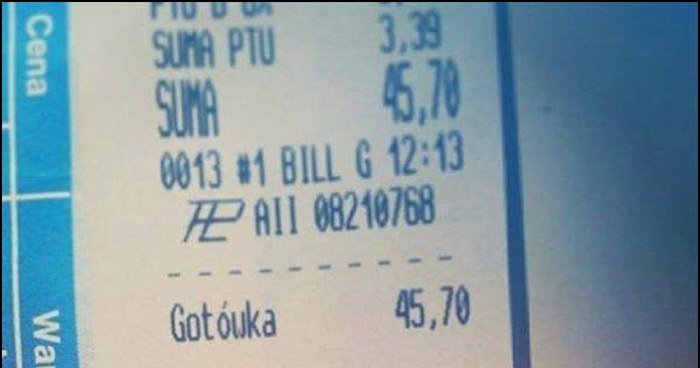 Cena
SUMA PTU 3,39
SUMA 45,70
0013 #1 BILL G 12:13
AII 08210768
- - - - - - - - - -
Gotówka 45,70